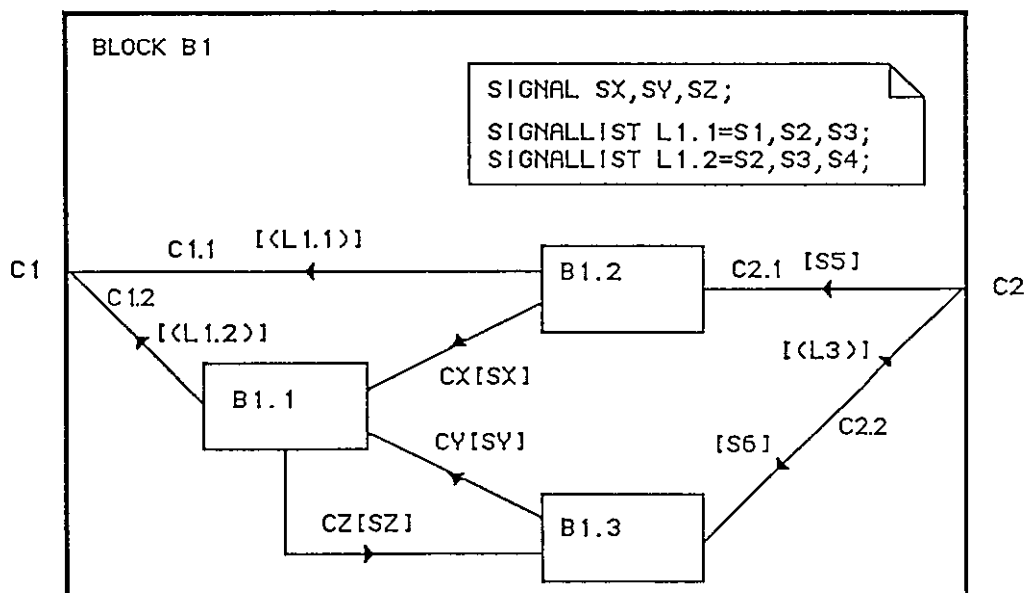 BLOCK B1
SIGNAL SX,SY,SZ;
SIGNALLIST L1.1=S1,S2,S3;
SIGNALLIST L1.2=S2,S3,S4;
C1
C1.1
[(L1.1)]
B1.2
C2.1
[S5]
C2
C1.2
[(L1.2)]
[(L3)]
CX[SX]
B1.1
C2.2
CY[SY]
[S6]
CZ[SZ]
B1.3